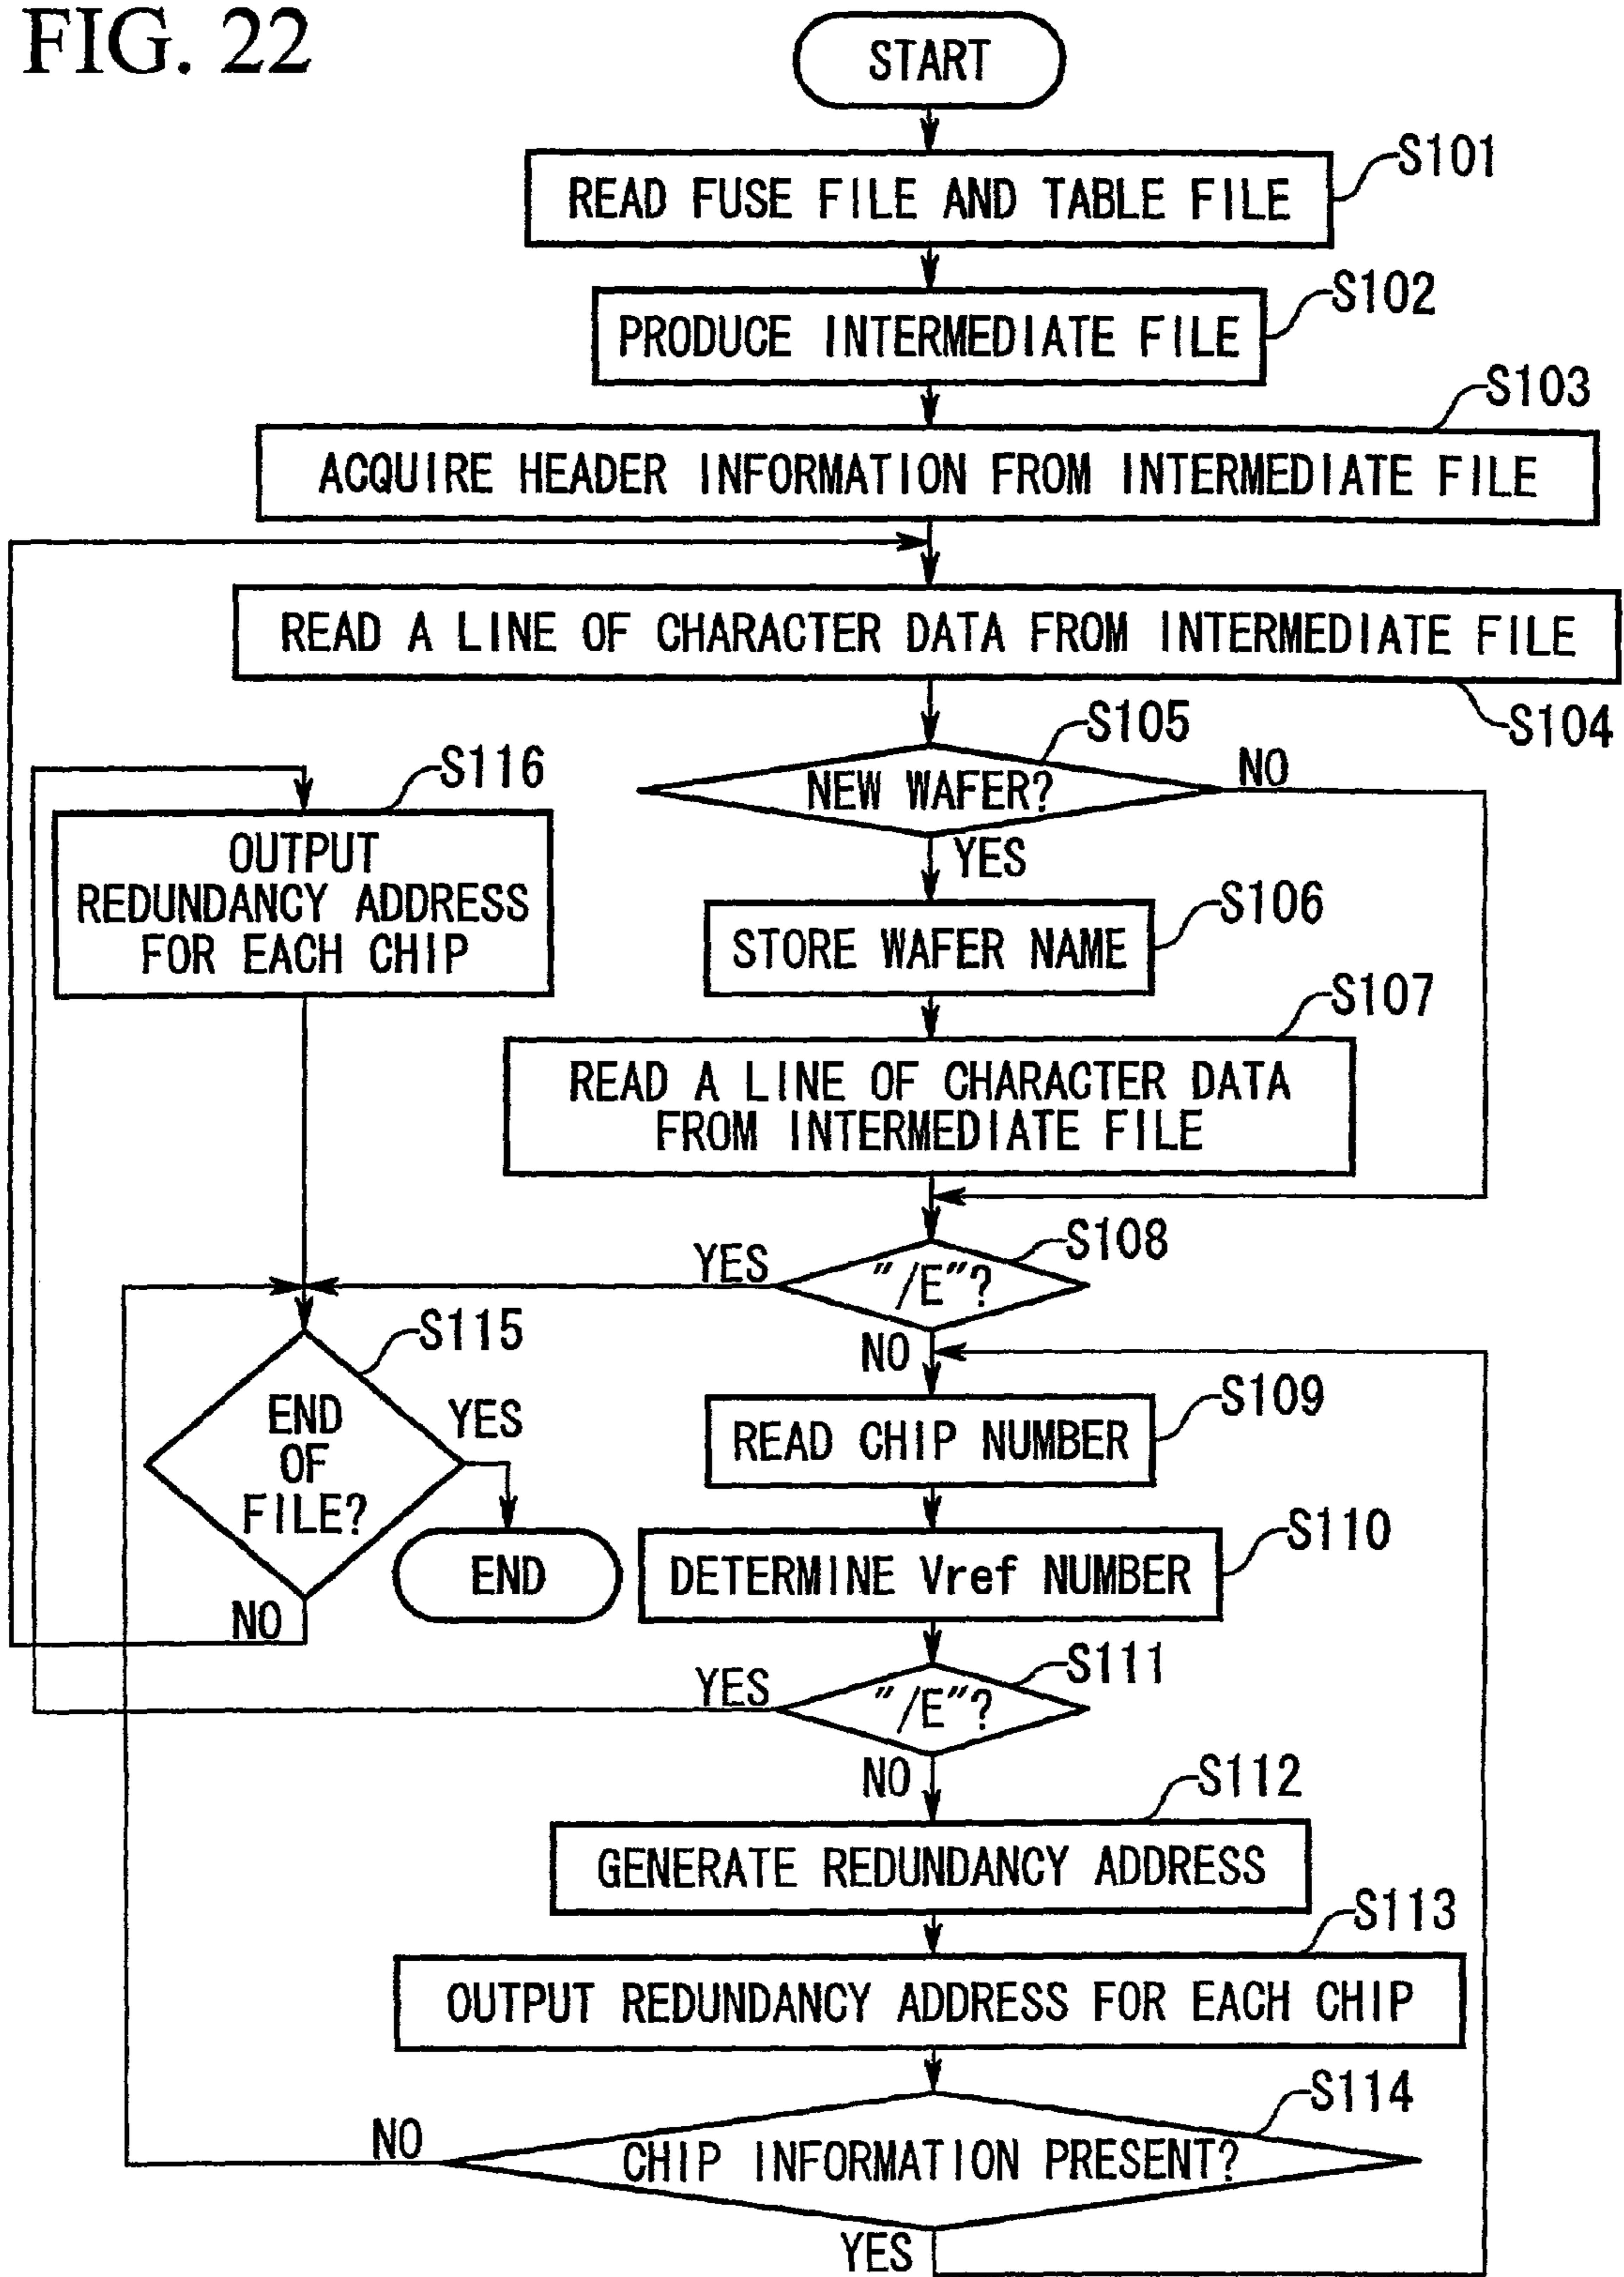 FIG. 22
START
S101
READ FUSE FILE AND TABLE FILE
S102
PRODUCE INTERMEDIATE FILE
S103
ACQUIRE HEADER INFORMATION FROM INTERMEDIATE FILE
READ A LINE OF CHARACTER DATA FROM INTERMEDIATE FILE
S104
S105
NEW WAFER?
NO
YES
S116
OUTPUT
REDUNDANCY ADDRESS
FOR EACH CHIP
S106
STORE WAFER NAME
S107
READ A LINE OF CHARACTER DATA
FROM INTERMEDIATE FILE
S108
"/E"?
YES
NO
S115
END
OF
FILE?
YES
NO
END
S109
READ CHIP NUMBER
S110
DETERMINE Vref NUMBER
S111
"/E"?
YES
NO
S112
GENERATE REDUNDANCY ADDRESS
S113
OUTPUT REDUNDANCY ADDRESS FOR EACH CHIP
S114
CHIP INFORMATION PRESENT?
NO
YES